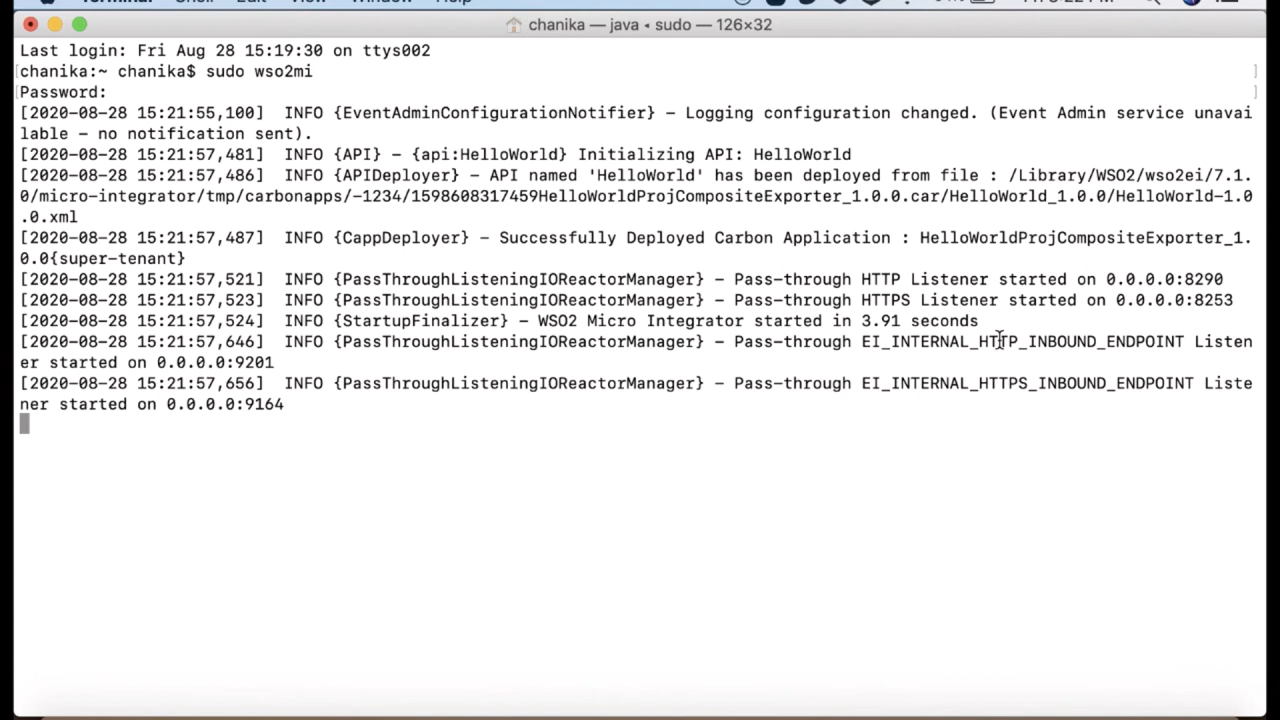 chanika — java ◂ sudo — 126×32
Last login: Fri Aug 28 15:19:30 on ttys002
[chanika:~ chanika$ sudo wso2mi ]
[Password: ]
[2020-08-28 15:21:55,100]  INFO {EventAdminConfigurationNotifier} – Logging configuration changed. (Event Admin service unavai
lable – no notification sent).
[2020-08-28 15:21:57,481]  INFO {API} – {api:HelloWorld} Initializing API: HelloWorld
[2020-08-28 15:21:57,486]  INFO {APIDeployer} – API named 'HelloWorld' has been deployed from file : /Library/WSO2/wso2ei/7.1.
0/micro-integrator/tmp/carbonapps/-1234/1598608317459HelloWorldProjCompositeExporter_1.0.0.car/HelloWorld_1.0.0/HelloWorld-1.0
.0.xml
[2020-08-28 15:21:57,487]  INFO {CappDeployer} – Successfully Deployed Carbon Application : HelloWorldProjCompositeExporter_1.
0.0{super-tenant}
[2020-08-28 15:21:57,521]  INFO {PassThroughListeningIOReactorManager} – Pass-through HTTP Listener started on 0.0.0.0:8290
[2020-08-28 15:21:57,523]  INFO {PassThroughListeningIOReactorManager} – Pass-through HTTPS Listener started on 0.0.0.0:8253
[2020-08-28 15:21:57,524]  INFO {StartupFinalizer} – WSO2 Micro Integrator started in 3.91 seconds
[2020-08-28 15:21:57,646]  INFO {PassThroughListeningIOReactorManager} – Pass-through EI_INTERNAL_HTTP_INBOUND_ENDPOINT Listen
er started on 0.0.0.0:9201
[2020-08-28 15:21:57,656]  INFO {PassThroughListeningIOReactorManager} – Pass-through EI_INTERNAL_HTTPS_INBOUND_ENDPOINT Liste
ner started on 0.0.0.0:9164